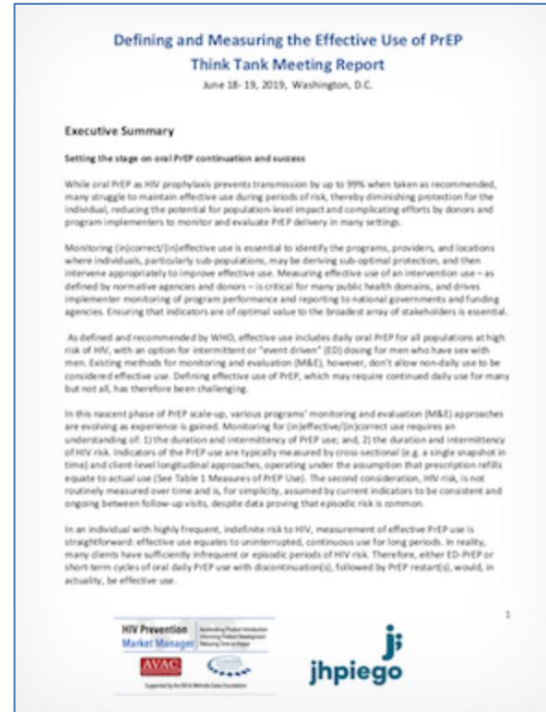 Defining and Measuring the Effective Use of PrEP
Think Tank Meeting Report
June 18- 19, 2019, Washington, D.C.
Executive Summary
Setting the stage on oral PrEP continuation and success
While oral PrEP as HIV prophylaxis prevents transmission by up to 99% when taken as recommended,
many struggle to maintain effective use during periods of risk, thereby diminishing protection for the
individual, reducing the potential for population-level impact and complicating efforts by donors and
program implementers to monitor and evaluate PrEP delivery in many settings.
Monitoring (in)correct/(in)effective use is essential to identify the programs, providers, and locations
where individuals, particularly sub-populations, may be deriving sub-optimal protection, and then
intervene appropriately to improve effective use. Measuring effective use of an intervention use – as
defined by normative agencies and donors – is critical for many public health domains, and drives
implementer monitoring of program performance and reporting to national governments and funding
agencies. Ensuring that indicators are of optimal value to the broadest array of stakeholders is essential.
As defined and recommended by WHO, effective use includes daily oral PrEP for all populations at high
risk of HIV, with an option for intermittent or "event driven" (ED) dosing for men who have sex with
men. Existing methods for monitoring and evaluation (M&E), however, don't allow non-daily use to be
considered effective use. Defining effective use of PrEP, which may require continued daily use for many
but not all, has therefore been challenging.
In this nascent phase of PrEP scale-up, various programs' monitoring and evaluation (M&E) approaches
are evolving as experience is gained. Monitoring for (in)effective/(in)correct use requires an
understanding of: 1) the duration and intermittency of PrEP use; and, 2) the duration and intermittency
of HIV risk. Indicators of the PrEP use are typically measured by cross-sectional (e.g. a single snapshot in
time) and client-level longitudinal approaches, operating under the assumption that prescription refills
equate to actual use (See Table 1 Measures of PrEP Use). The second consideration, HIV risk, is not
routinely measured over time and is, for simplicity, assumed by current indicators to be consistent and
ongoing between follow-up visits, despite data proving that episodic risk is common.
In an individual with highly frequent, indefinite risk to HIV, measurement of effective PrEP use is
straightforward: effective use equates to uninterrupted, continuous use for long periods. In reality,
many clients have sufficiently infrequent or episodic periods of HIV risk. Therefore, either ED-PrEP or
short-term cycles of oral daily PrEP use with discontinuation(s), followed by PrEP restart(s), would, in
actuality, be effective use.
1
HIV Prevention
Market Manager
Accelerating Product Introduction
Informing Product Development
Reducing Time to Impact
AVAC
Supported by the Bill & Melinda Gates Foundation
jhpiego